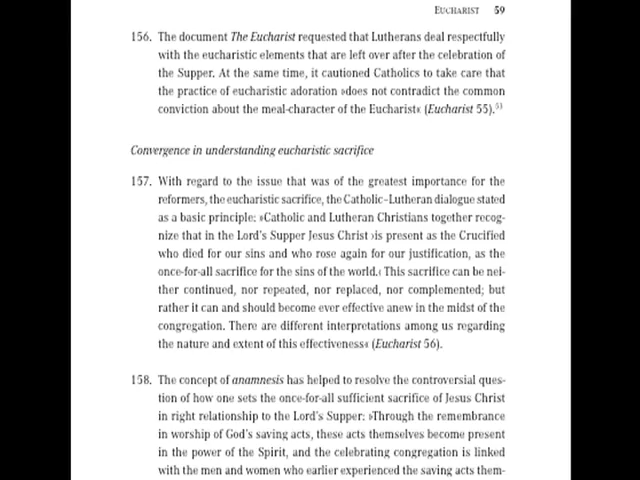 EUCHARIST 59
156. The document The Eucharist requested that Lutherans deal respectfully
with the eucharistic elements that are left over after the celebration of
the Supper. At the same time, it cautioned Catholics to take care that
the practice of eucharistic adoration »does not contradict the common
conviction about the meal-character of the Eucharist« (Eucharist 55).⁵³
Convergence in understanding eucharistic sacrifice
157. With regard to the issue that was of the greatest importance for the
reformers, the eucharistic sacrifice, the Catholic–Lutheran dialogue stated
as a basic principle: »Catholic and Lutheran Christians together recog-
nize that in the Lord's Supper Jesus Christ ›is present as the Crucified
who died for our sins and who rose again for our justification, as the
once-for-all sacrifice for the sins of the world.‹ This sacrifice can be nei-
ther continued, nor repeated, nor replaced, nor complemented; but
rather it can and should become ever effective anew in the midst of the
congregation. There are different interpretations among us regarding
the nature and extent of this effectiveness« (Eucharist 56).
158. The concept of anamnesis has helped to resolve the controversial ques-
tion of how one sets the once-for-all sufficient sacrifice of Jesus Christ
in right relationship to the Lord's Supper: »Through the remembrance
in worship of God's saving acts, these acts themselves become present
in the power of the Spirit, and the celebrating congregation is linked
with the men and women who earlier experienced the saving acts them-